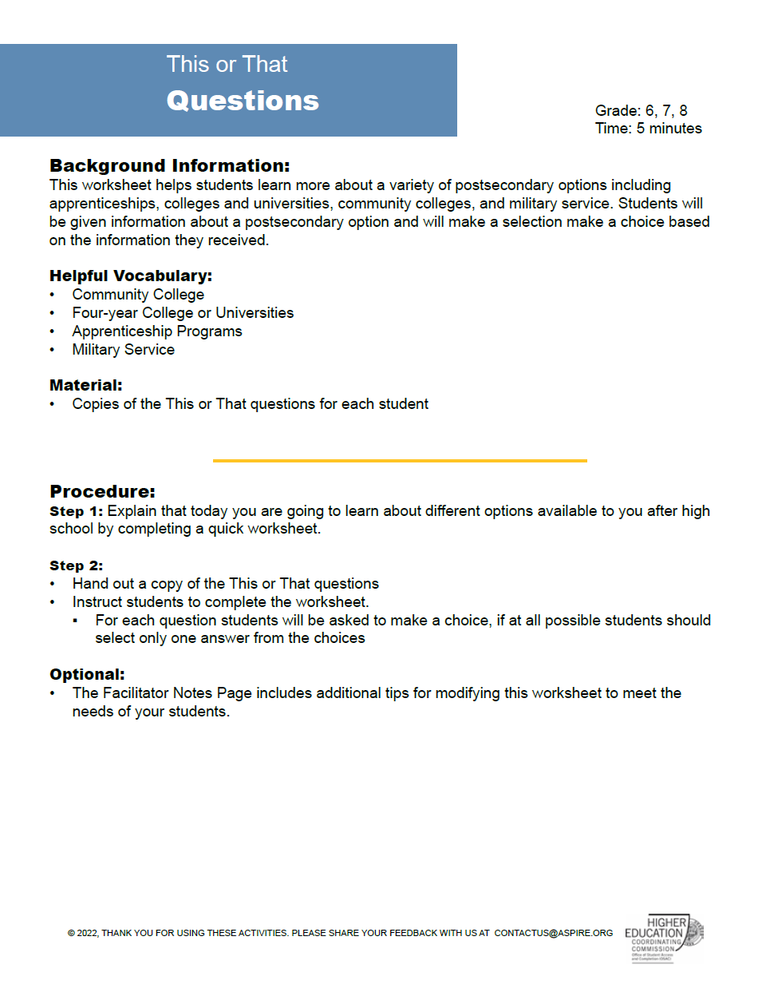 This or That
Questions
Grade: 6, 7, 8
Time: 5 minutes
Background Information:
This worksheet helps students learn more about a variety of postsecondary options including
apprenticeships, colleges and universities, community colleges, and military service. Students will
be given information about a postsecondary option and will make a selection make a choice based
on the information they received.
Helpful Vocabulary:
• Community College
• Four-year College or Universities
• Apprenticeship Programs
• Military Service
Material:
• Copies of the This or That questions for each student
Procedure:
Step 1: Explain that today you are going to learn about different options available to you after high
school by completing a quick worksheet.
Step 2:
• Hand out a copy of the This or That questions
• Instruct students to complete the worksheet.
▪ For each question students will be asked to make a choice, if at all possible students should
select only one answer from the choices
Optional:
• The Facilitator Notes Page includes additional tips for modifying this worksheet to meet the
needs of your students.
© 2022, THANK YOU FOR USING THESE ACTIVITIES. PLEASE SHARE YOUR FEEDBACK WITH US AT CONTACTUS@ASPIRE.ORG
HIGHER
EDUCATION
COORDINATING
COMMISSION
Office of Student Access
and Completion (OSAC)